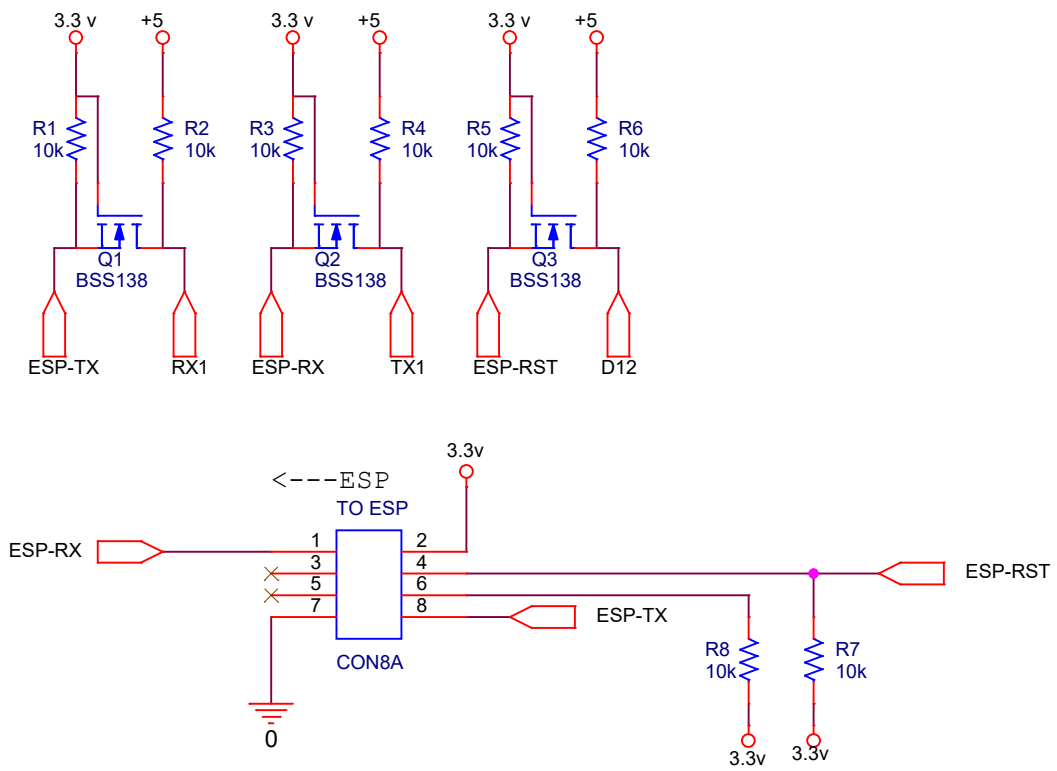 3.3 v +5 3.3 v +5 3.3 v +5
R1 R2 R3 R4 R5 R6
10k 10k 10k 10k 10k 10k
Q1 Q2 Q3
BSS138 BSS138 BSS138
ESP-TX RX1 ESP-RX TX1 ESP-RST D12
3.3v
<---ESP
TO ESP
ESP-RX 1 2
3 4 ESP-RST
5 6
7 8 ESP-TX
R8 R7
CON8A 10k 10k
0
3.3v 3.3v